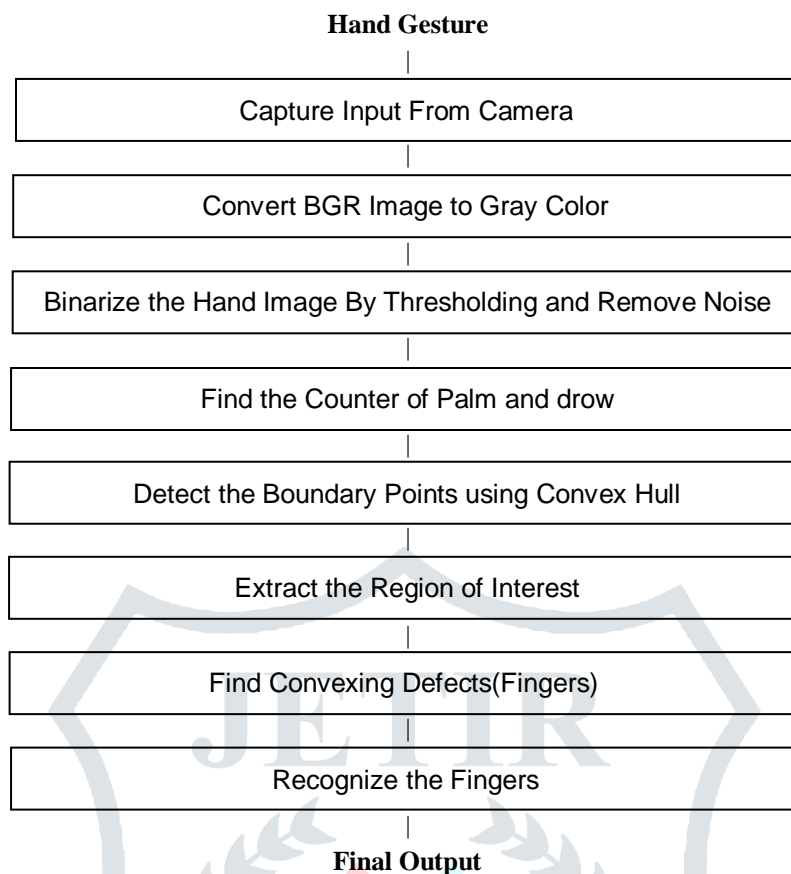 Hand Gesture
Capture Input From Camera
Convert BGR Image to Gray Color
Binarize the Hand Image By Thresholding and Remove Noise
Find the Counter of Palm and drow
Detect the Boundary Points using Convex Hull
Extract the Region of Interest
Find Convexing Defects(Fingers)
JETIR
Recognize the Fingers
Final Output